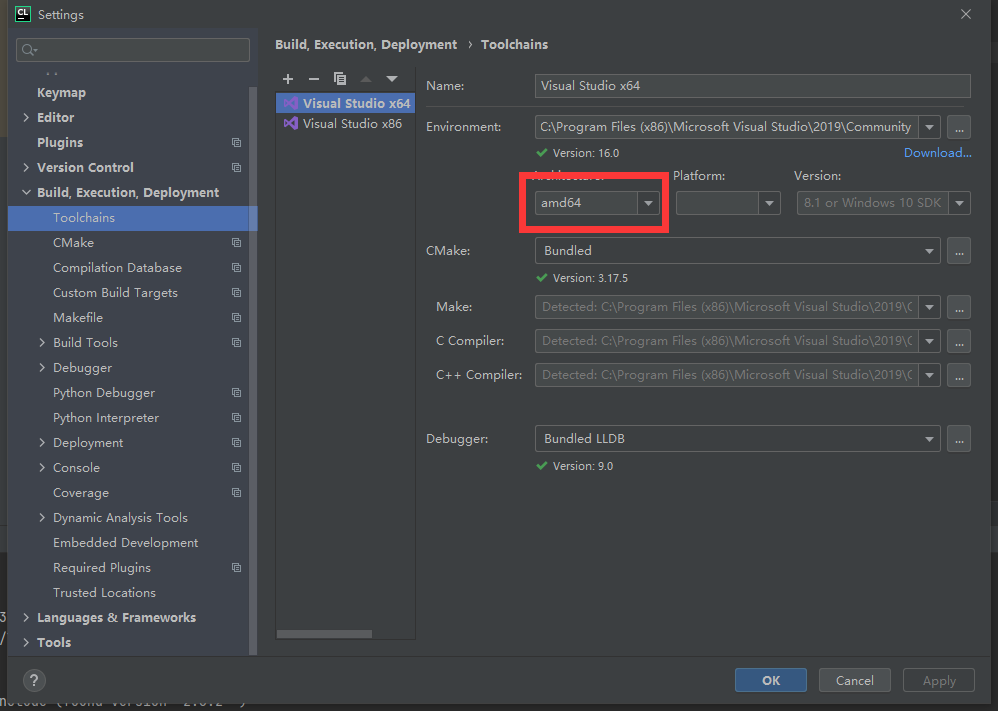 CL Settings
Keymap
Editor
Plugins
Version Control
Build, Execution, Deployment
Toolchains
CMake
Compilation Database
Custom Build Targets
Makefile
Build Tools
Debugger
Python Debugger
Python Interpreter
Deployment
Console
Coverage
Dynamic Analysis Tools
Embedded Development
Required Plugins
Trusted Locations
Languages & Frameworks
Tools
?
Build, Execution, Deployment › Toolchains
Visual Studio x64
Visual Studio x86
Name: Visual Studio x64
Environment: C:\Program Files (x86)\Microsoft Visual Studio\2019\Community ...
Version: 16.0 Download...
Platform: Version:
amd64 8.1 or Windows 10 SDK
CMake: Bundled ...
Version: 3.17.5
Make: Detected: C:\Program Files (x86)\Microsoft Visual Studio\2019\C ...
C Compiler: Detected: C:\Program Files (x86)\Microsoft Visual Studio\2019\C ...
C++ Compiler: Detected: C:\Program Files (x86)\Microsoft Visual Studio\2019\C ...
Debugger: Bundled LLDB ...
Version: 9.0
OK Cancel Apply